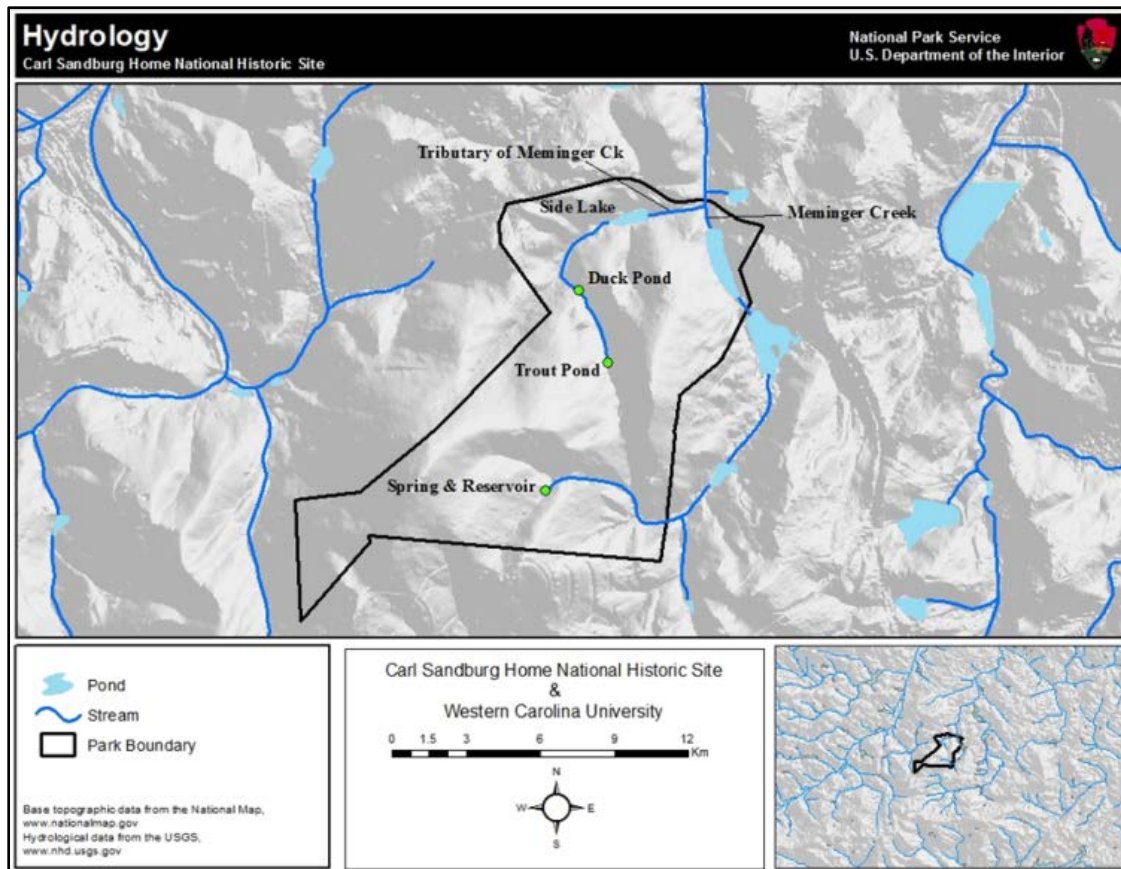 Hydrology
Carl Sandburg Home National Historic Site
National Park Service
U.S. Department of the Interior
Tributary of Meminger Ck
Side Lake
Meminger Creek
Duck Pond
Trout Pond
Spring & Reservoir
Pond
Stream
Park Boundary
Base topographic data from the National Map,
www.nationalmap.gov
Hydrological data from the USGS,
www.nhd.usgs.gov
Carl Sandburg Home National Historic Site
&
Western Carolina University
0 1.5 3 6 9 12
Km
N
W E
S